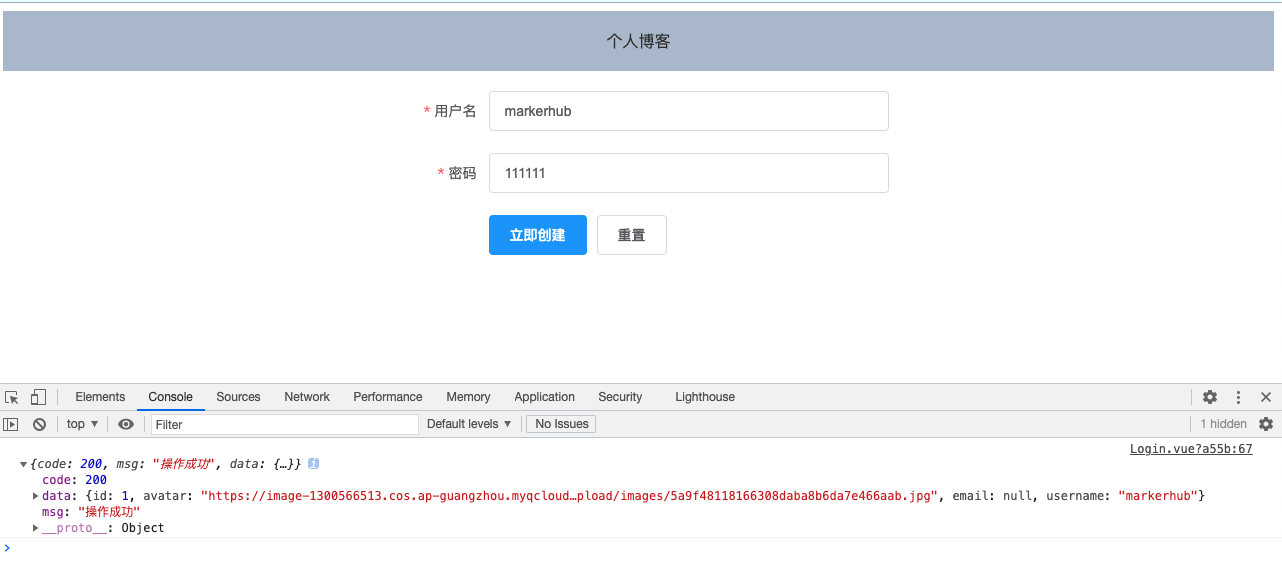 个人博客
* 用户名 markerhub
* 密码 111111
立即创建 重置
Elements Console Sources Network Performance Memory Application Security Lighthouse
top ▼ Filter Default levels ▼ No Issues 1 hidden
Login.vue?a55b:67
▼{code: 200, msg: "操作成功", data: {…}} i
code: 200
▶data: {id: 1, avatar: "https://image-1300566513.cos.ap-guangzhou.myqcloud…pload/images/5a9f48118166308daba8b6da7e466aab.jpg", email: null, username: "markerhub"}
msg: "操作成功"
▶__proto__: Object